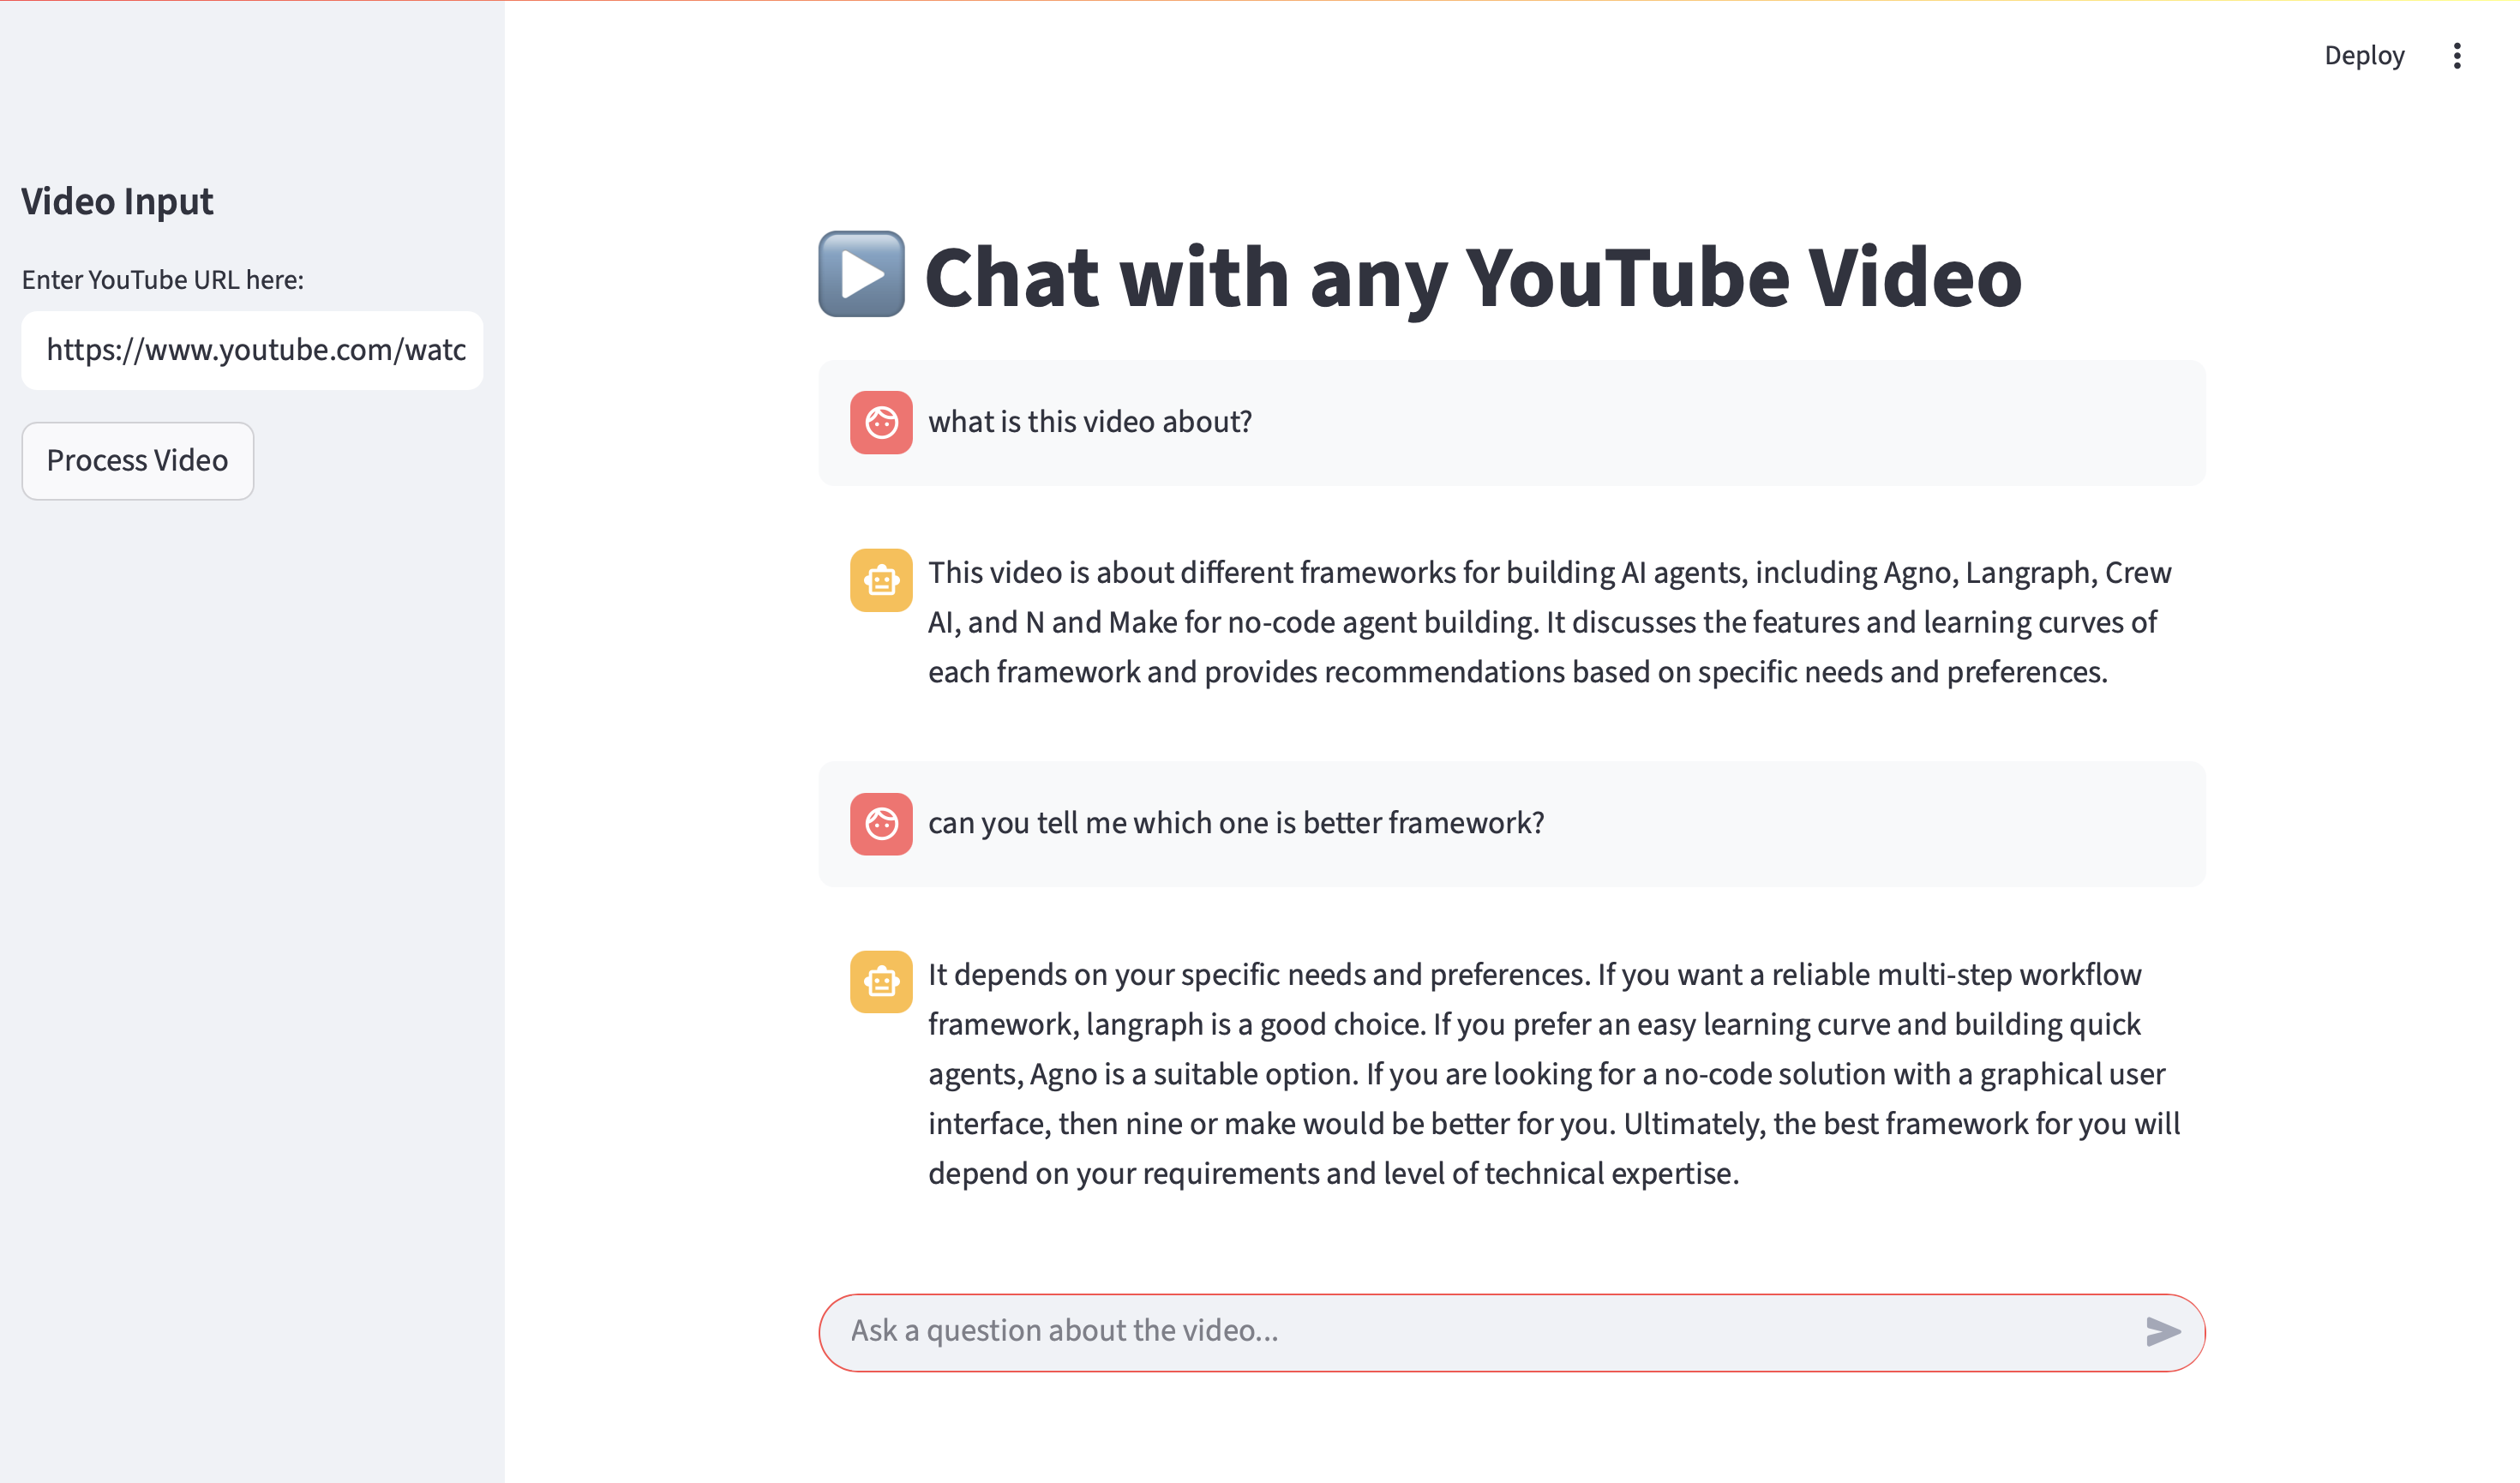 Deploy
Video Input
Enter YouTube URL here:
https://www.youtube.com/watc
Process Video
Chat with any YouTube Video
what is this video about?
This video is about different frameworks for building AI agents, including Agno, Langraph, Crew
AI, and N and Make for no-code agent building. It discusses the features and learning curves of
each framework and provides recommendations based on specific needs and preferences.
can you tell me which one is better framework?
It depends on your specific needs and preferences. If you want a reliable multi-step workflow
framework, langraph is a good choice. If you prefer an easy learning curve and building quick
agents, Agno is a suitable option. If you are looking for a no-code solution with a graphical user
interface, then nine or make would be better for you. Ultimately, the best framework for you will
depend on your requirements and level of technical expertise.
Ask a question about the video...